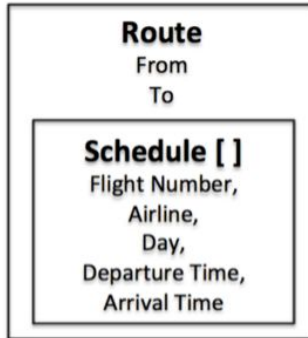 Route
From
To
Schedule [ ]
Flight Number,
Airline,
Day,
Departure Time,
Arrival Time